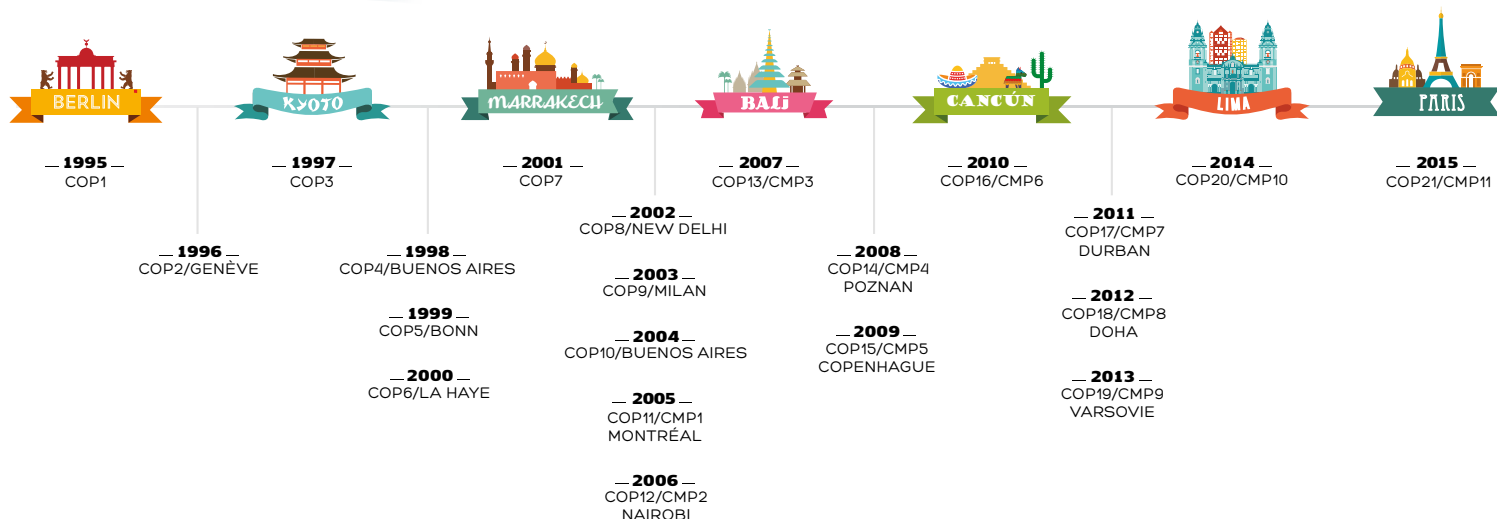 BERLIN
KYOTO
MARRAKECH
BALI
CANCÚN
LIMA
PARIS
— 1995 —
COP1
— 1997 —
COP3
— 2001 —
COP7
— 2007 —
COP13/CMP3
— 2010 —
COP16/CMP6
— 2014 —
COP20/CMP10
— 2015 —
COP21/CMP11
— 1996 —
COP2/GENÈVE
— 1998 —
COP4/BUENOS AIRES
— 1999 —
COP5/BONN
— 2000 —
COP6/LA HAYE
— 2002 —
COP8/NEW DELHI
— 2003 —
COP9/MILAN
— 2004 —
COP10/BUENOS AIRES
— 2005 —
COP11/CMP1
MONTRÉAL
— 2006 —
COP12/CMP2
NAIROBI
— 2008 —
COP14/CMP4
POZNAN
— 2009 —
COP15/CMP5
COPENHAGUE
— 2011 —
COP17/CMP7
DURBAN
— 2012 —
COP18/CMP8
DOHA
— 2013 —
COP19/CMP9
VARSOVIE